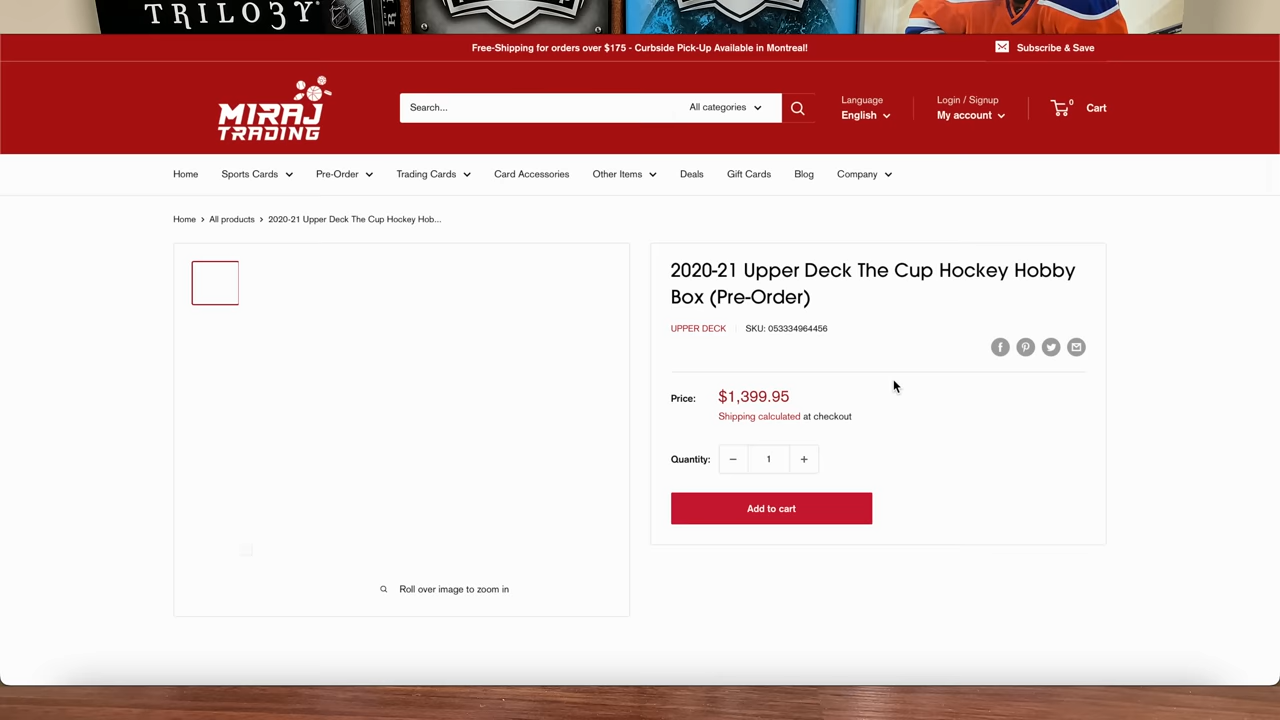 TRILOGY
Free-Shipping for orders over $175 - Curbside Pick-Up Available in Montreal!
Subscribe & Save
MIRAJ
TRADING
Search...
All categories
Language
English
Login / Signup
My account
0
Cart
Home
Sports Cards
Pre-Order
Trading Cards
Card Accessories
Other Items
Deals
Gift Cards
Blog
Company
Home > All products > 2020-21 Upper Deck The Cup Hockey Hob...
2020-21 Upper Deck The Cup Hockey Hobby
Box (Pre-Order)
UPPER DECK
SKU: 053334964456
Price:
$1,399.95
Shipping calculated at checkout
Quantity:
− 1 +
Add to cart
Roll over image to zoom in